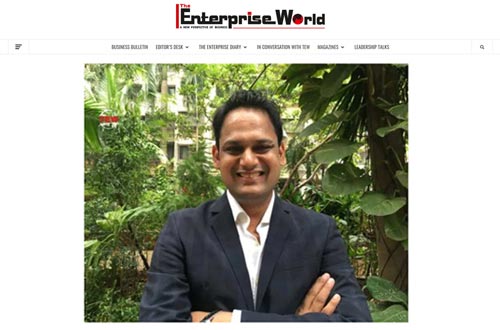 The
Enterprise World
A NEW PERSPECTIVE OF BUSINESS
BUSINESS BULLETIN EDITOR'S DESK THE ENTERPRISE DIARY IN CONVERSATION WITH TEW MAGAZINES LEADERSHIP TALKS